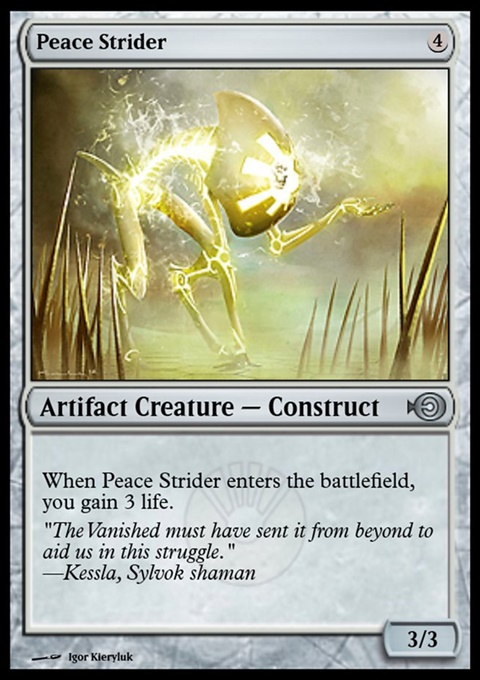 Peace Strider 4
Artifact Creature — Construct
When Peace Strider enters the battlefield,
you gain 3 life.
"The Vanished must have sent it from beyond to
aid us in this struggle."
—Kessla, Sylvok shaman
3/3
Igor Kieryluk